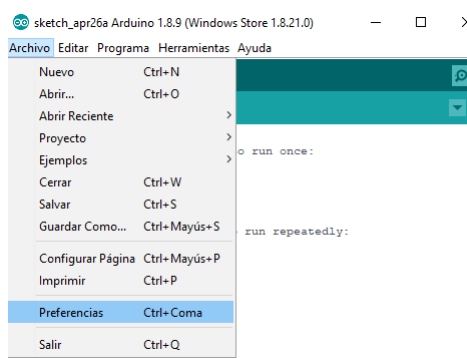 sketch_apr26a Arduino 1.8.9 (Windows Store 1.8.21.0)
Archivo Editar Programa Herramientas Ayuda
Nuevo Ctrl+N
Abrir... Ctrl+O
Abrir Reciente
Proyecto
Ejemplos
o run once:
Cerrar Ctrl+W
Salvar Ctrl+S
Guardar Como... Ctrl+Mayús+S
run repeatedly:
Configurar Página Ctrl+Mayús+P
Imprimir Ctrl+P
Preferencias Ctrl+Coma
Salir Ctrl+Q